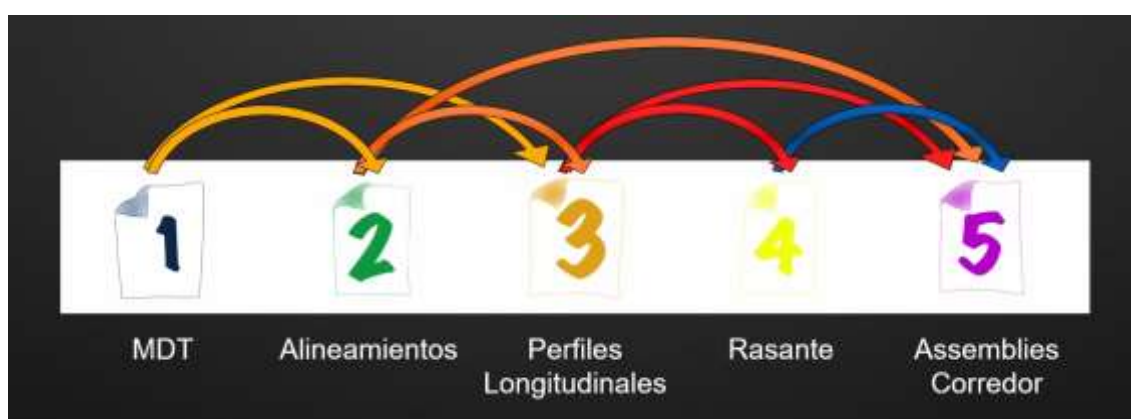 1 2 3 4 5
MDT Alineamientos Perfiles Longitudinales Rasante Assemblies Corredor